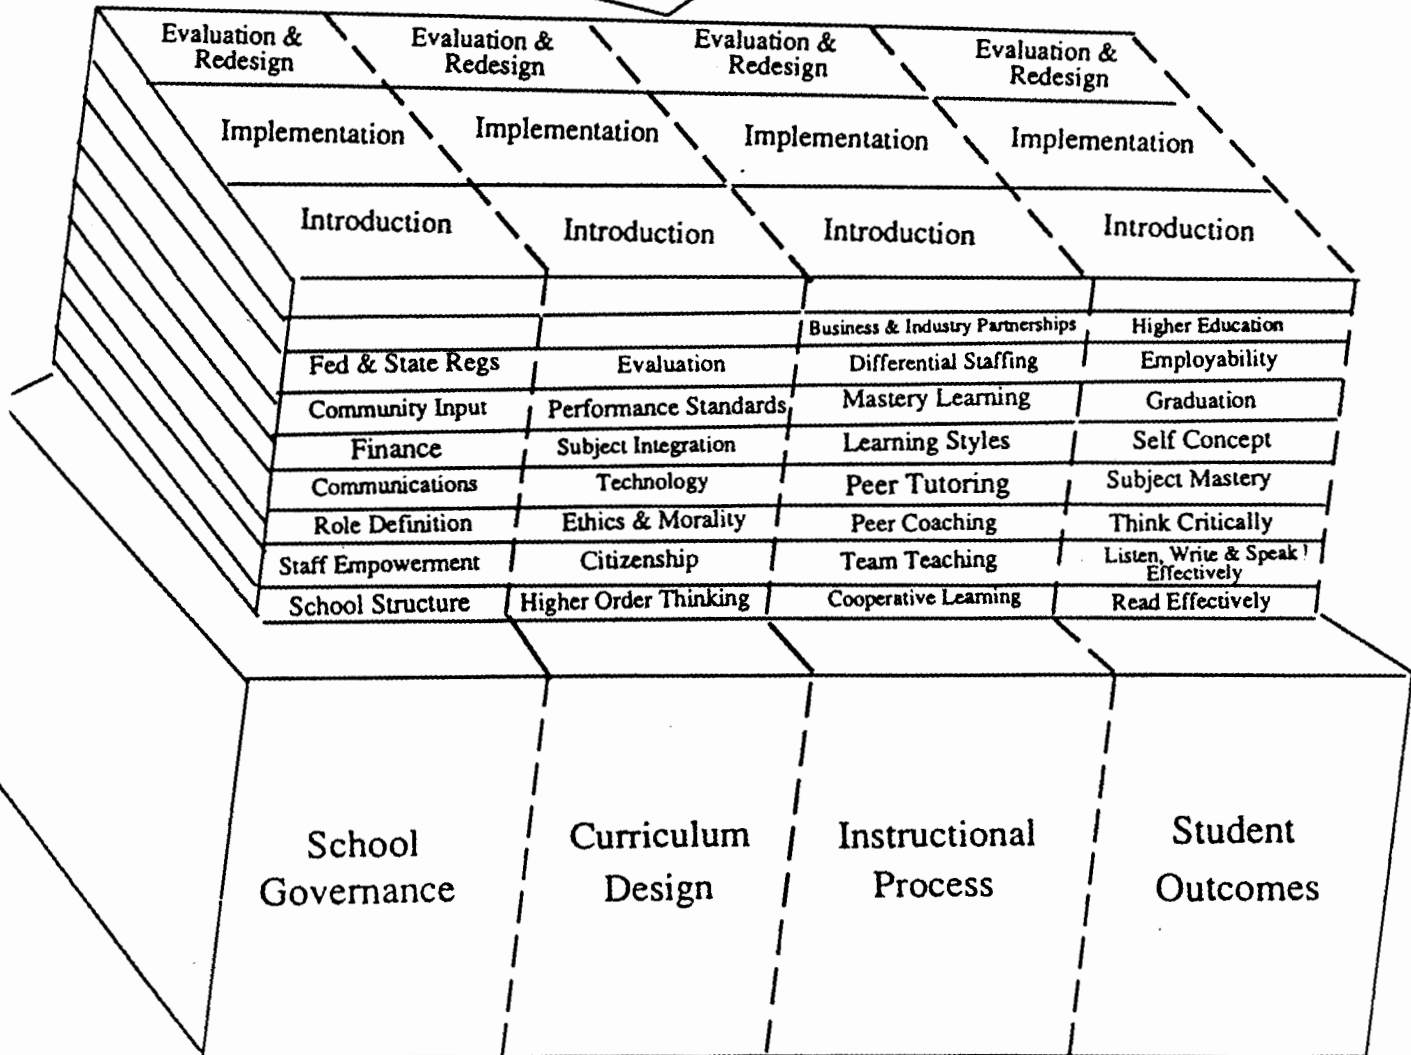 Evaluation & Redesign Evaluation & Redesign Evaluation & Redesign Evaluation & Redesign
Implementation Implementation Implementation Implementation
Introduction Introduction Introduction Introduction
Business & Industry Partnerships Higher Education
Fed & State Regs Evaluation Differential Staffing Employability
Community Input Performance Standards Mastery Learning Graduation
Finance Subject Integration Learning Styles Self Concept
Communications Technology Peer Tutoring Subject Mastery
Role Definition Ethics & Morality Peer Coaching Think Critically
Staff Empowerment Citizenship Team Teaching Listen, Write & Speak Effectively
School Structure Higher Order Thinking Cooperative Learning Read Effectively
School Governance Curriculum Design Instructional Process Student Outcomes